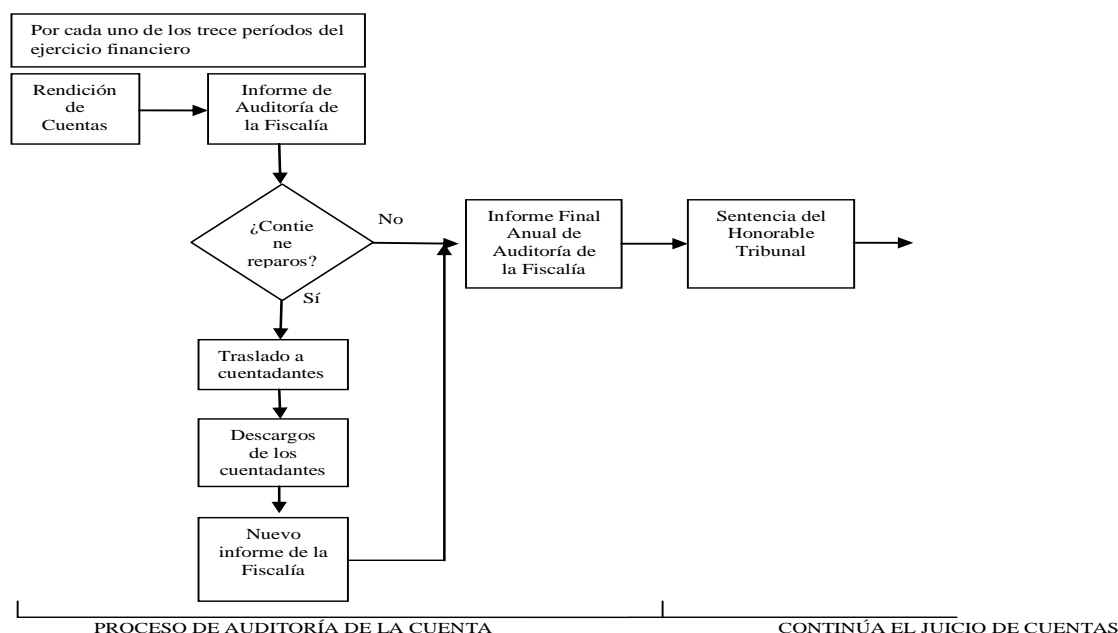 Por cada uno de los trece períodos del
ejercicio financiero
Rendición
de
Cuentas
Informe de
Auditoría de
la Fiscalía
¿Contie
ne
reparos?
No
Sí
Informe Final
Anual de
Auditoría de
la Fiscalía
Sentencia del
Honorable
Tribunal
Traslado a
cuentadantes
Descargos
de los
cuentadantes
Nuevo
informe de la
Fiscalía
PROCESO DE AUDITORÍA DE LA CUENTA
CONTINÚA EL JUICIO DE CUENTAS